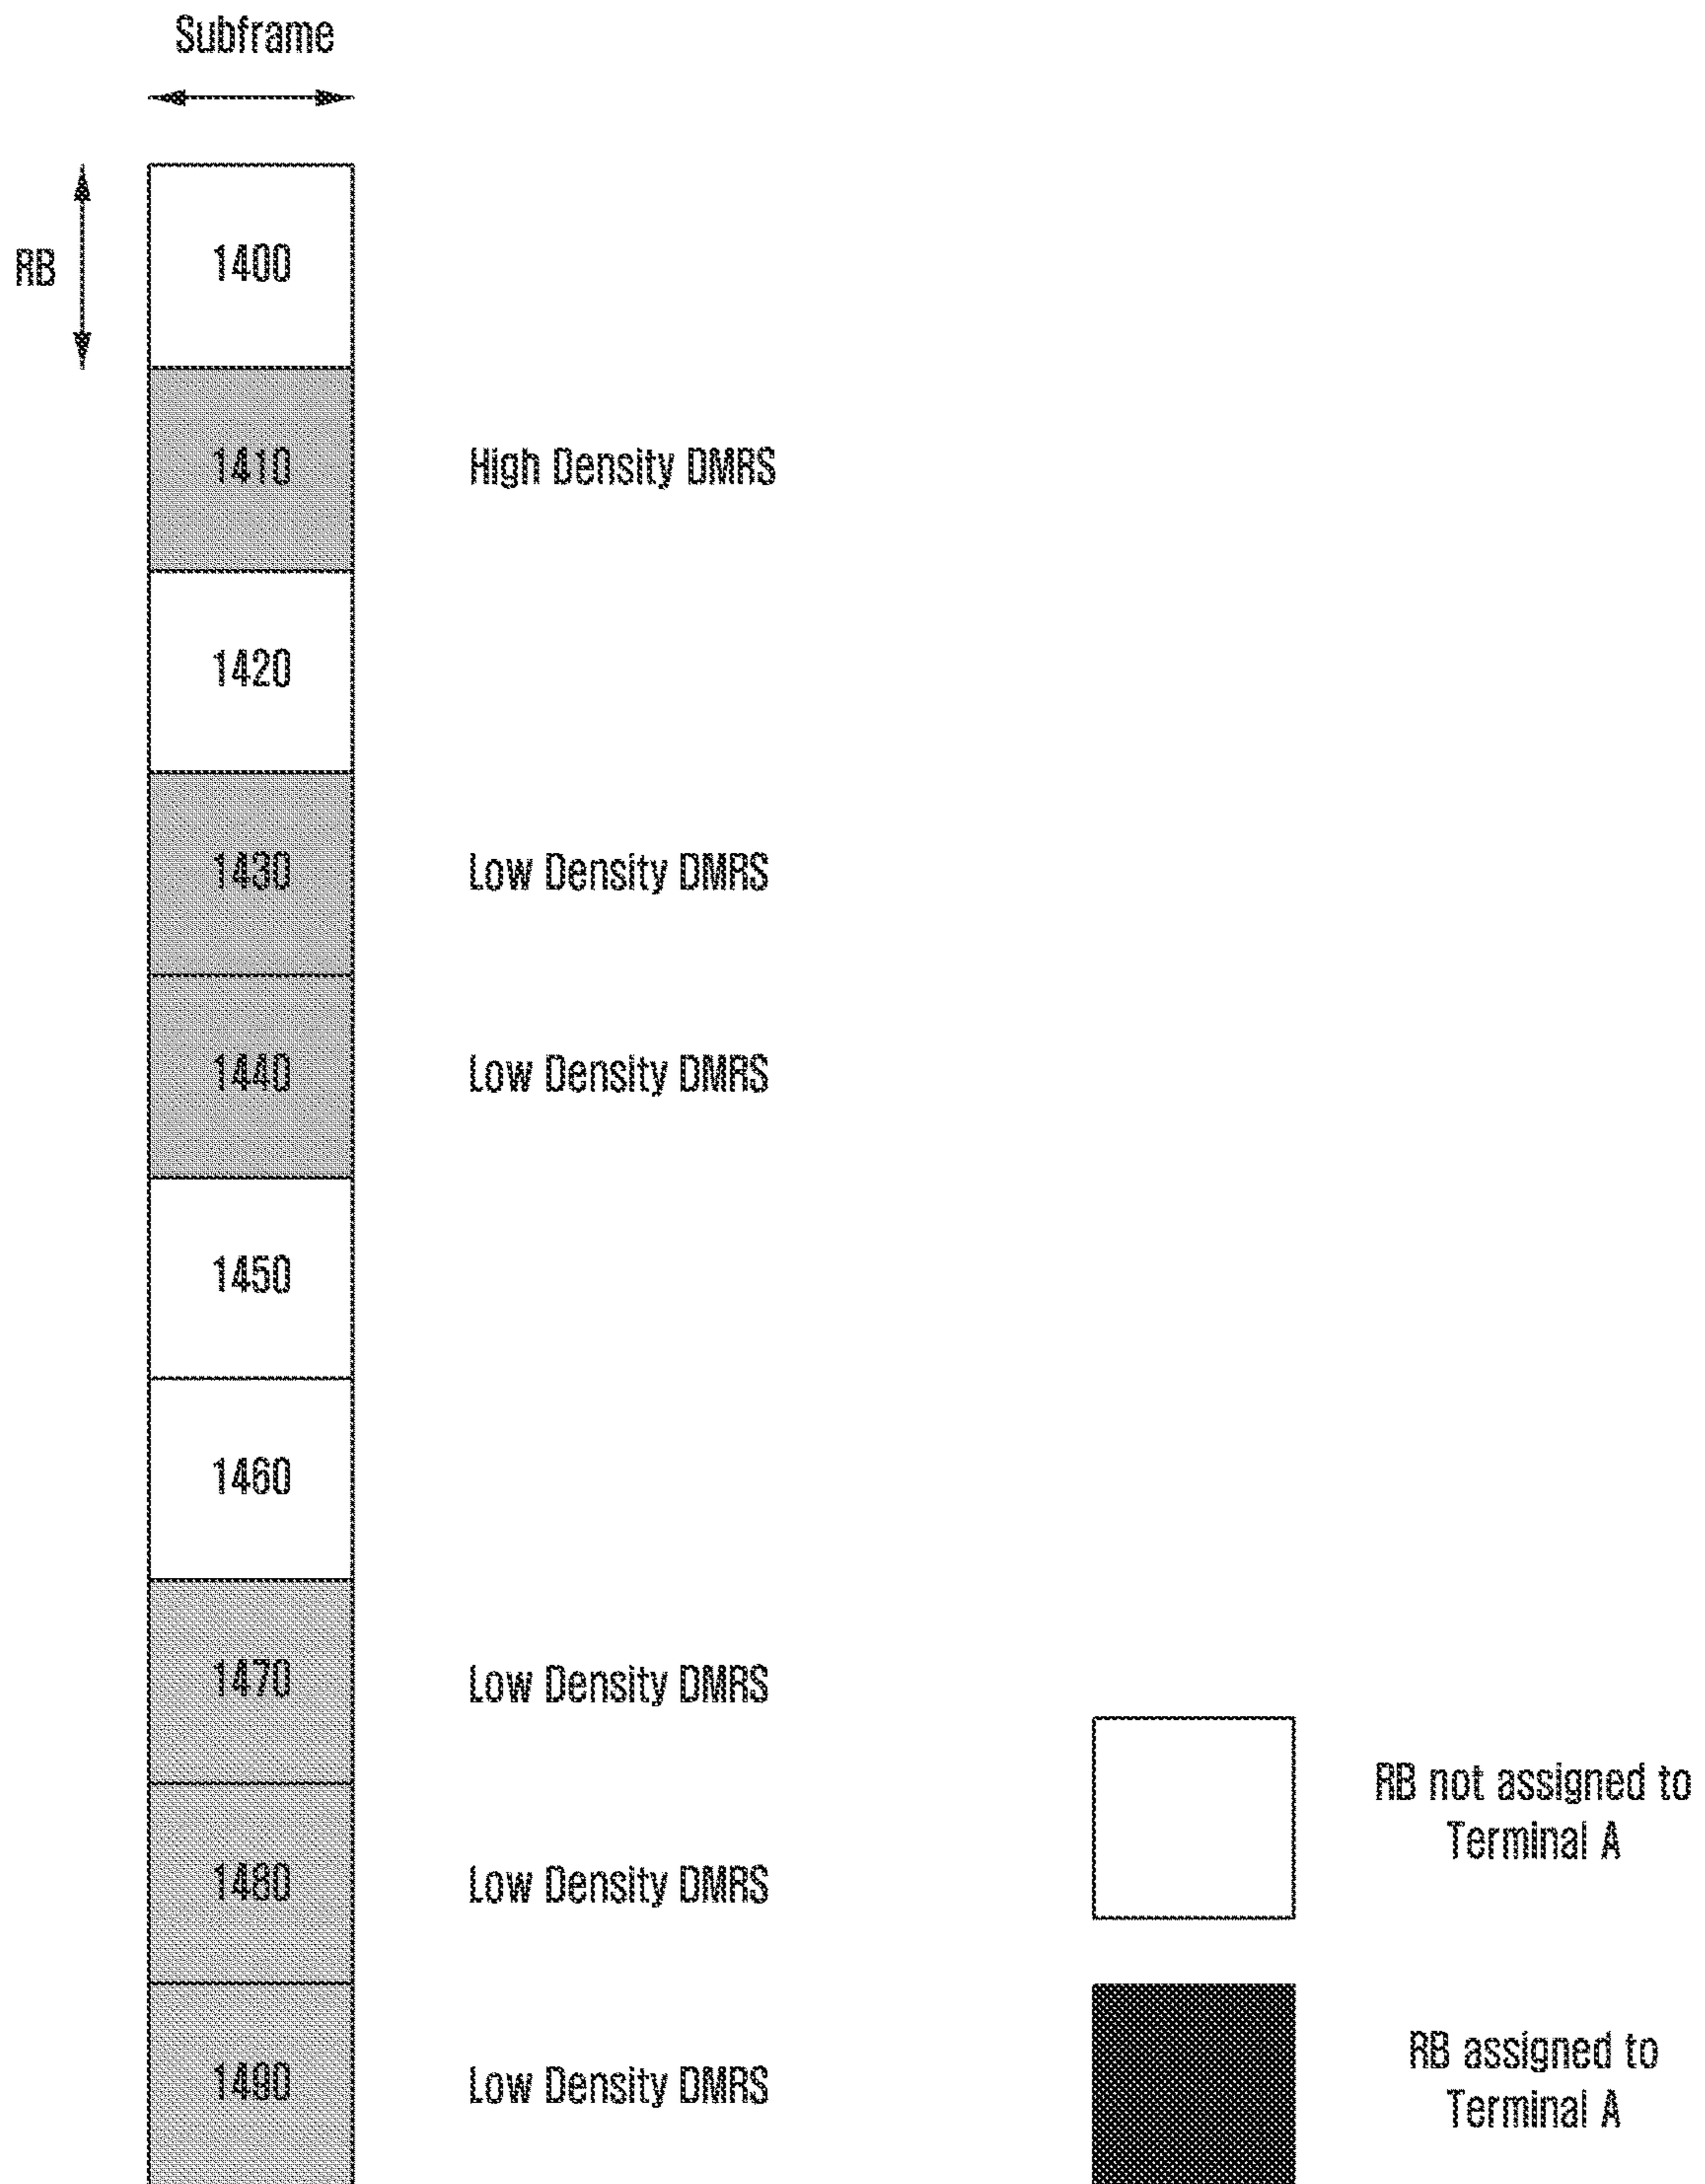 Subframe
RB
1400
1410
High Density DMRS
1420
1430
Low Density DMRS
1440
Low Density DMRS
1450
1460
1470
Low Density DMRS
RB not assigned to
Terminal A
1480
Low Density DMRS
RB assigned to
Terminal A
1490
Low Density DMRS